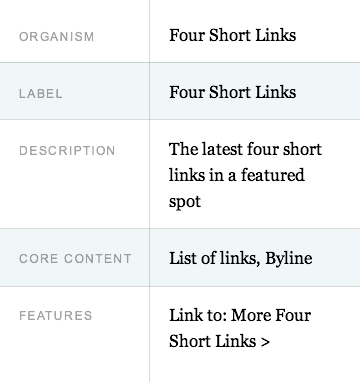 ORGANISM Four Short Links
LABEL Four Short Links
DESCRIPTION The latest four short
links in a featured
spot
CORE CONTENT List of links, Byline
FEATURES Link to: More Four
Short Links >